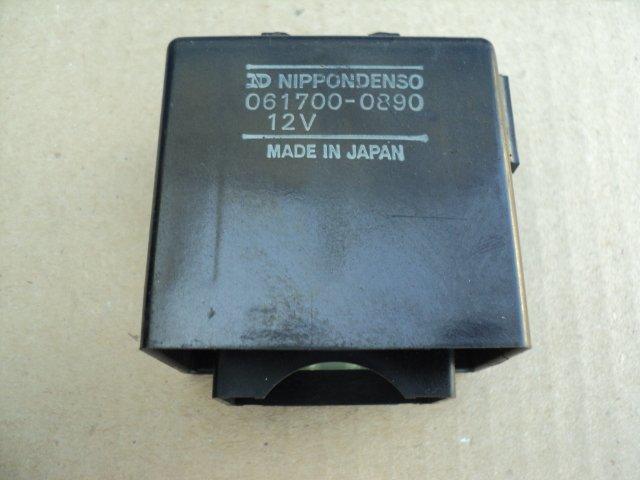 ND NIPPONDENSO
061700-0890
12V
MADE IN JAPAN